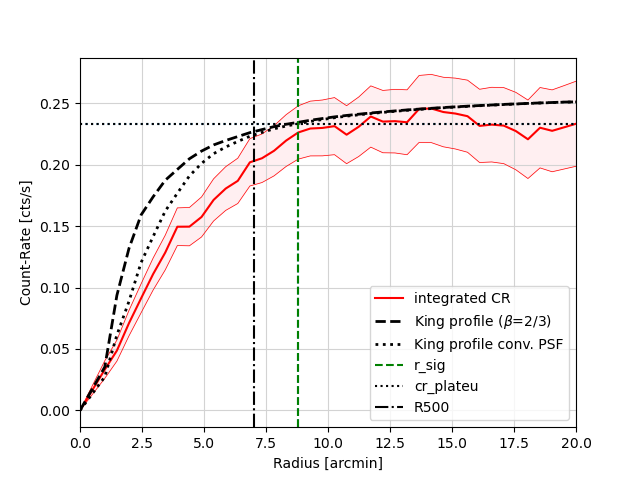 0.25
0.20
0.15
0.10
0.05
0.00
Count-Rate [cts/s]
integrated CR
King profile (β=2/3)
King profile conv. PSF
r_sig
cr_plateu
R500
0.0 2.5 5.0 7.5 10.0 12.5 15.0 17.5 20.0
Radius [arcmin]